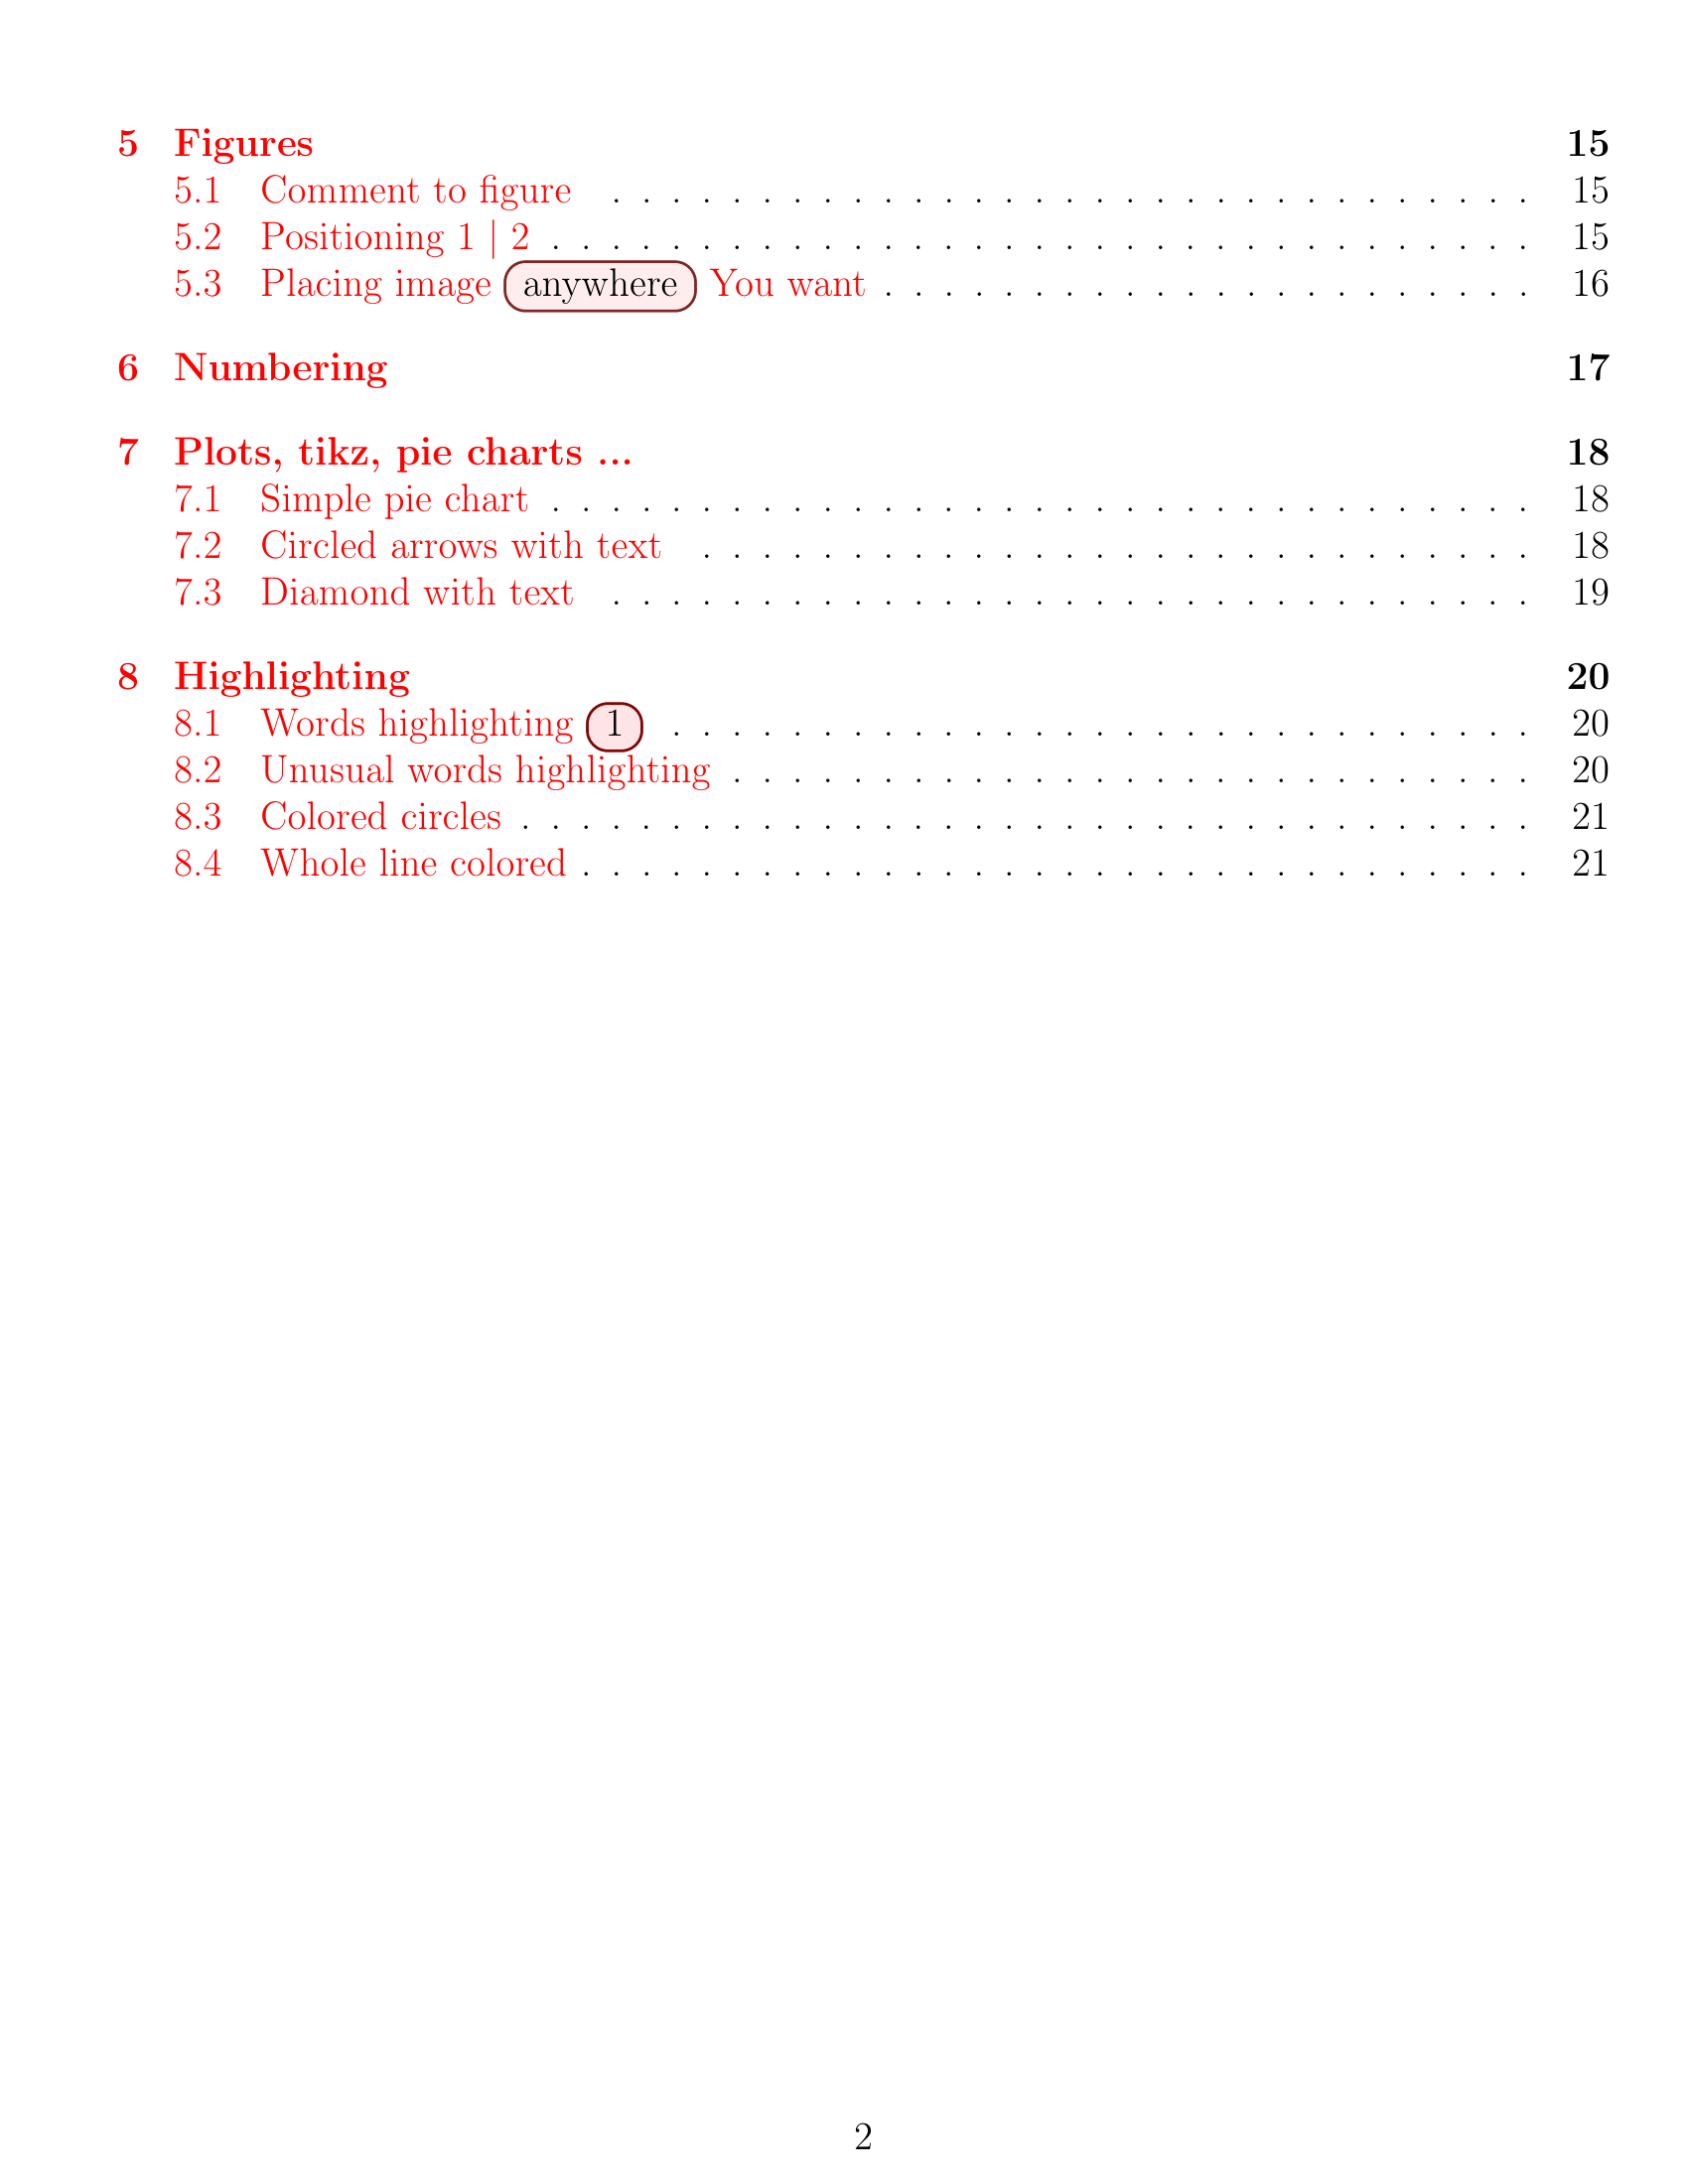 5 Figures 15
5.1 Comment to figure . . . . . . . . . . . . . . . . . . . . . . . . . . . . . . . 15
5.2 Positioning 1 | 2 . . . . . . . . . . . . . . . . . . . . . . . . . . . . . . . . . 15
5.3 Placing image anywhere You want . . . . . . . . . . . . . . . . . . . . . . 16
6 Numbering 17
7 Plots, tikz, pie charts ... 18
7.1 Simple pie chart . . . . . . . . . . . . . . . . . . . . . . . . . . . . . . . . . 18
7.2 Circled arrows with text . . . . . . . . . . . . . . . . . . . . . . . . . . . . 18
7.3 Diamond with text . . . . . . . . . . . . . . . . . . . . . . . . . . . . . . . 19
8 Highlighting 20
8.1 Words highlighting 1 . . . . . . . . . . . . . . . . . . . . . . . . . . . . . 20
8.2 Unusual words highlighting . . . . . . . . . . . . . . . . . . . . . . . . . . . 20
8.3 Colored circles . . . . . . . . . . . . . . . . . . . . . . . . . . . . . . . . . . 21
8.4 Whole line colored . . . . . . . . . . . . . . . . . . . . . . . . . . . . . . . . 21
2